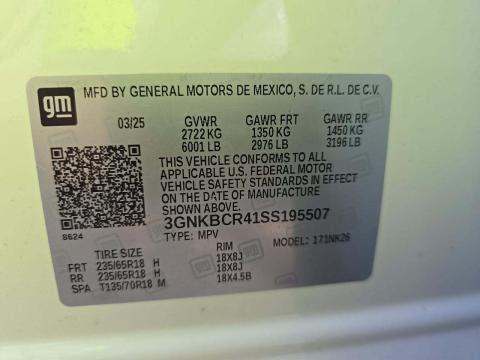 gm MFD BY GENERAL MOTORS DE MEXICO, S. DE R.L. DE C.V.
03/25 GVWR GAWR FRT GAWR RR
2722 KG 1350 KG 1450 KG
6001 LB 2976 LB 3196 LB
THIS VEHICLE CONFORMS TO ALL
APPLICABLE U.S. FEDERAL MOTOR
VEHICLE SAFETY STANDARDS IN EFFECT
ON THE DATE OF MANUFACTURE
SHOWN ABOVE.
3GNKBCR41SS195507
S624 TYPE: MPV MODEL: 171NK26
TIRE SIZE RIM
FRT 235/65R18 H 18X8J
RR 235/65R18 H 18X8J
SPA T135/70R18 M 18X4.5B